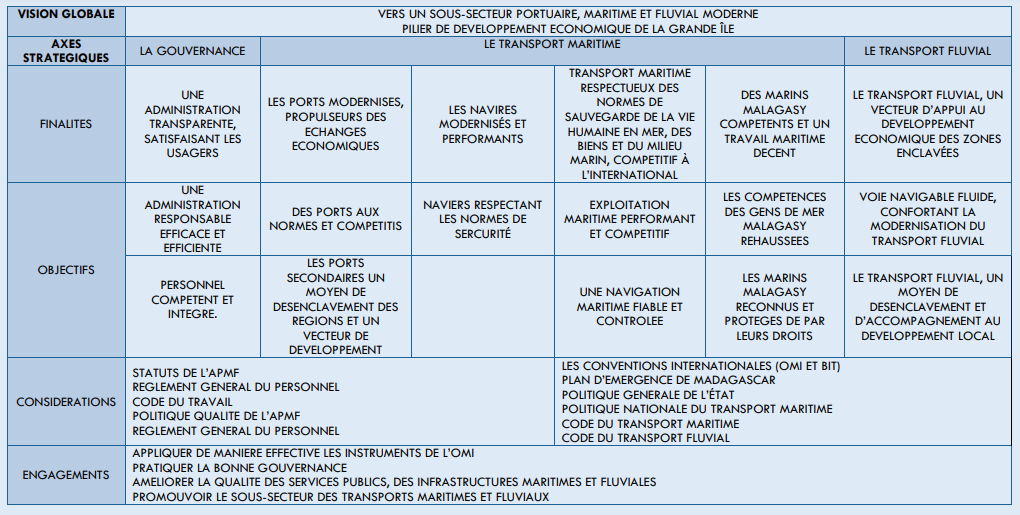 VISION GLOBALE
VERS UN SOUS-SECTEUR PORTUAIRE, MARITIME ET FLUVIAL MODERNE
PILIER DE DEVELOPPEMENT ECONOMIQUE DE LA GRANDE ÎLE
AXES
STRATEGIQUES
LA GOUVERNANCE
LE TRANSPORT MARITIME
LE TRANSPORT FLUVIAL
FINALITES
UNE
ADMINISTRATION
TRANSPARENTE,
SATISFAISANT LES
USAGERS
LES PORTS MODERNISES,
PROPULSEURS DES
ECHANGES
ECONOMIQUES
LES NAVIRES
MODERNISÉS ET
PERFORMANTS
TRANSPORT MARITIME
RESPECTUEUX DES
NORMES DE
SAUVEGARDE DE LA VIE
HUMAINE EN MER, DES
BIENS ET DU MILIEU
MARIN, COMPETITIF À
L'INTERNATIONAL
DES MARINS
MALAGASY
COMPETENTS ET UN
TRAVAIL MARITIME
DECENT
LE TRANSPORT FLUVIAL, UN
VECTEUR D'APPUI AU
DEVELOPPEMENT
ECONOMIQUE DES ZONES
ENCLAVÉES
OBJECTIFS
UNE
ADMINISTRATION
RESPONSABLE
EFFICACE ET
EFFICIENTE
DES PORTS AUX
NORMES ET COMPETITIS
NAVIERS RESPECTANT
LES NORMES DE
SERCURITÉ
EXPLOITATION
MARITIME PERFORMANT
ET COMPETITIF
LES COMPETENCES
DES GENS DE MER
MALAGASY
REHAUSSEES
VOIE NAVIGABLE FLUIDE,
CONFORTANT LA
MODERNISATION DU
TRANSPORT FLUVIAL
PERSONNEL
COMPETENT ET
INTEGRE.
LES PORTS
SECONDAIRES UN
MOYEN DE
DESENCLAVEMENT DES
REGIONS ET UN
VECTEUR DE
DEVELOPPEMENT
UNE NAVIGATION
MARITIME FIABLE ET
CONTROLEE
LES MARINS
MALAGASY
RECONNUS ET
PROTEGES DE PAR
LEURS DROITS
LE TRANSPORT FLUVIAL, UN
MOYEN DE
DESENCLAVEMENT ET
D'ACCOMPAGNEMENT AU
DEVELOPPEMENT LOCAL
CONSIDERATIONS
STATUTS DE L'APMF
REGLEMENT GENERAL DU PERSONNEL
CODE DU TRAVAIL
POLITIQUE QUALITE DE L'APMF
REGLEMENT GENERAL DU PERSONNEL
LES CONVENTIONS INTERNATIONALES (OMI ET BIT)
PLAN D'EMERGENCE DE MADAGASCAR
POLITIQUE GENERALE DE L'ÉTAT
POLITIQUE NATIONALE DU TRANSPORT MARITIME
CODE DU TRANSPORT MARITIME
CODE DU TRANSPORT FLUVIAL
ENGAGEMENTS
APPLIQUER DE MANIERE EFFECTIVE LES INSTRUMENTS DE L'OMI
PRATIQUER LA BONNE GOUVERNANCE
AMELIORER LA QUALITE DES SERVICES PUBLICS, DES INFRASTRUCTURES MARITIMES ET FLUVIALES
PROMOUVOIR LE SOUS-SECTEUR DES TRANSPORTS MARITIMES ET FLUVIAUX